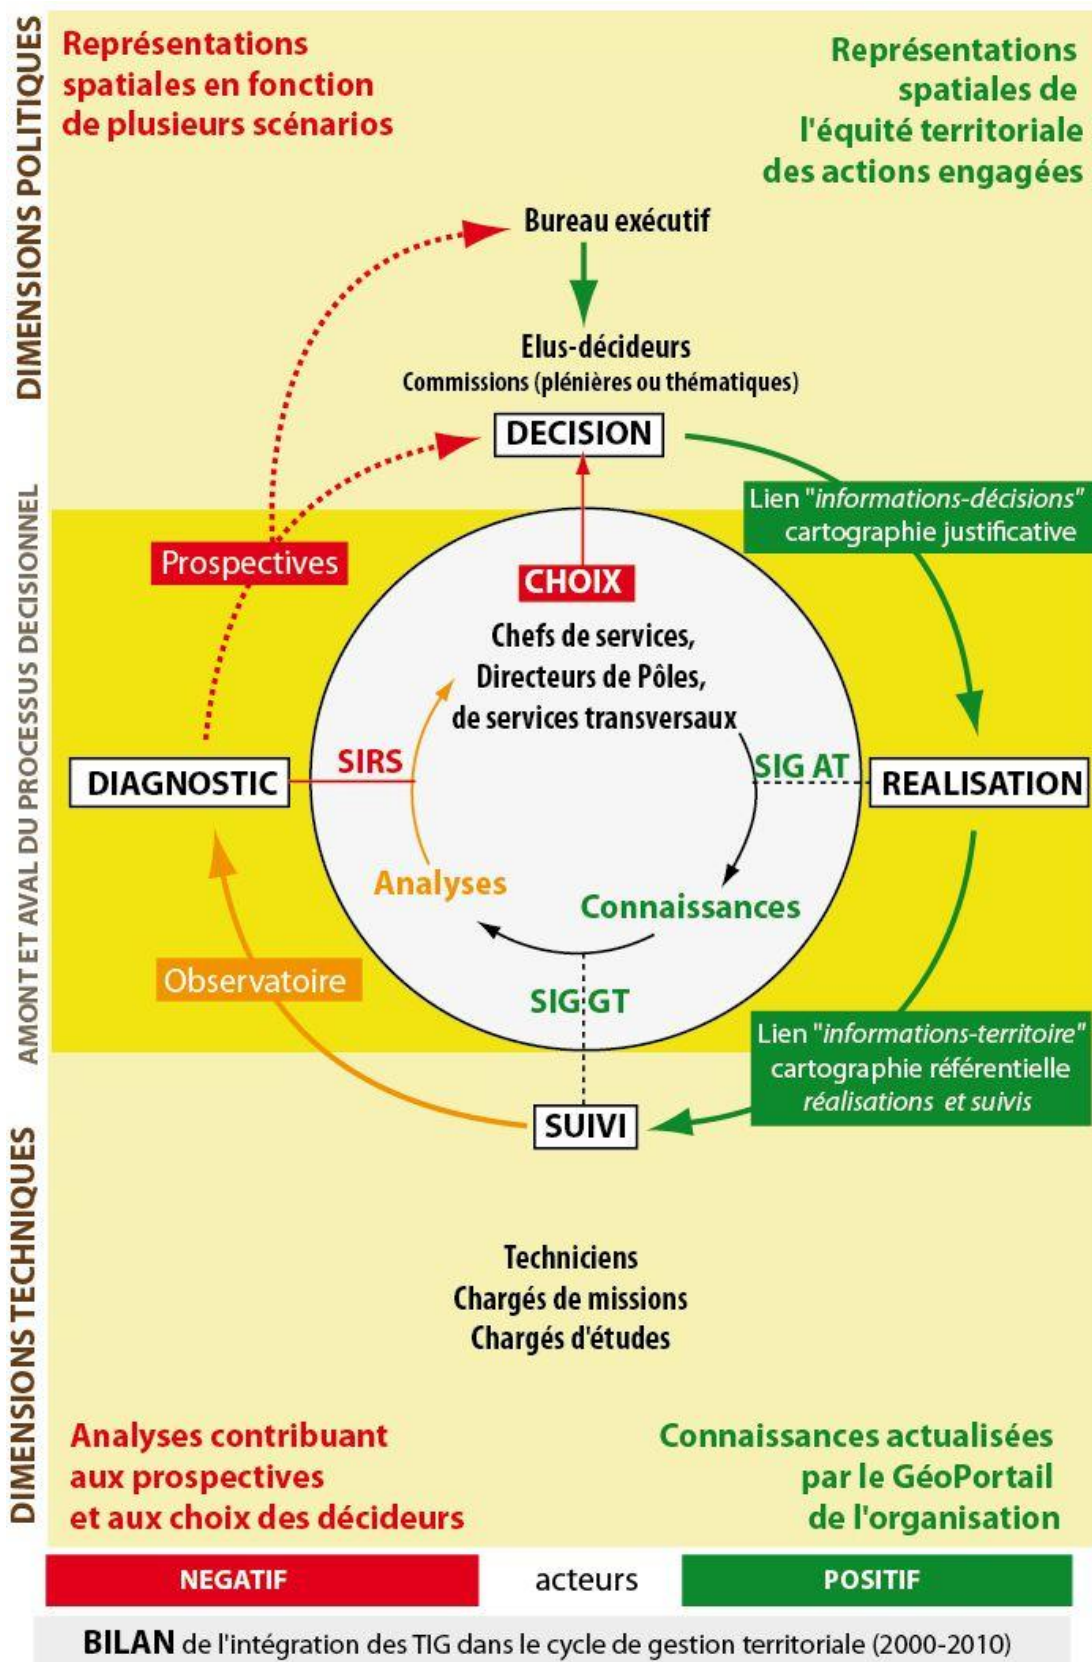 DIMENSIONS POLITIQUES
Représentations
spatiales en fonction
de plusieurs scénarios
Représentations
spatiales de
l'équité territoriale
des actions engagées
Bureau exécutif
Elus-décideurs
Commissions (plénières ou thématiques)
DECISION
AMONT ET AVAL DU PROCESSUS DECISIONNEL
Lien "informations-décisions"
cartographie justificative
Prospectives
CHOIX
Chefs de services,
Directeurs de Pôles,
de services transversaux
SIRS
SIG AT
DIAGNOSTIC
REALISATION
Analyses
Connaissances
Observatoire
SIG GT
Lien "informations-territoire"
cartographie référentielle
réalisations et suivis
SUIVI
DIMENSIONS TECHNIQUES
Techniciens
Chargés de missions
Chargés d'études
Analyses contribuant
aux prospectives
et aux choix des décideurs
Connaissances actualisées
par le GéoPortail
de l'organisation
NEGATIF
acteurs
POSITIF
BILAN de l'intégration des TIG dans le cycle de gestion territoriale (2000-2010)